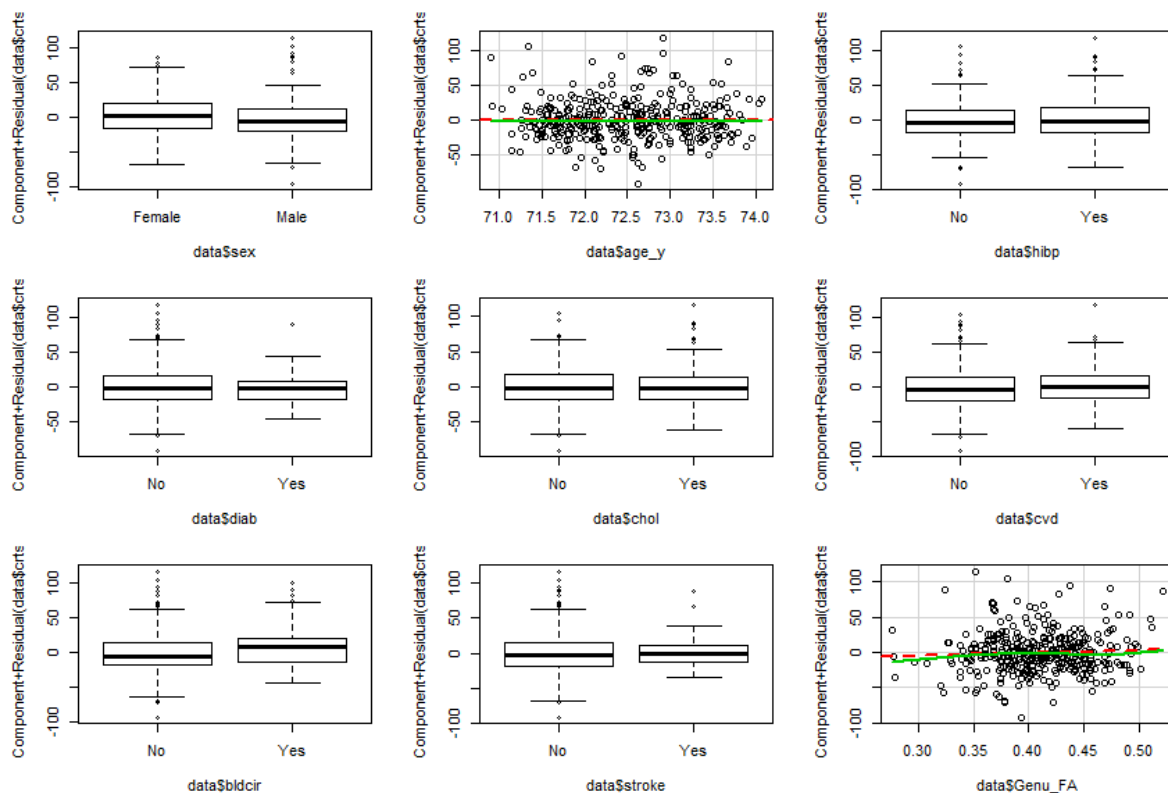 Component+Residual(data$crts
100
50
0
-100
Female Male
data$sex
Component+Residual(data$crts
100
50
0
-50
71.0 71.5 72.0 72.5 73.0 73.5 74.0
data$age_y
Component+Residual(data$crts
100
50
0
-100
No Yes
data$hibp
Component+Residual(data$crts
100
50
0
-50
No Yes
data$diab
Component+Residual(data$crts
100
50
0
-50
No Yes
data$chol
Component+Residual(data$crts
100
50
0
-100
No Yes
data$cvd
Component+Residual(data$crts
100
50
0
-100
No Yes
data$bldcir
Component+Residual(data$crts
100
50
0
-100
No Yes
data$stroke
Component+Residual(data$crts
100
50
0
-100
0.30 0.35 0.40 0.45 0.50
data$Genu_FA